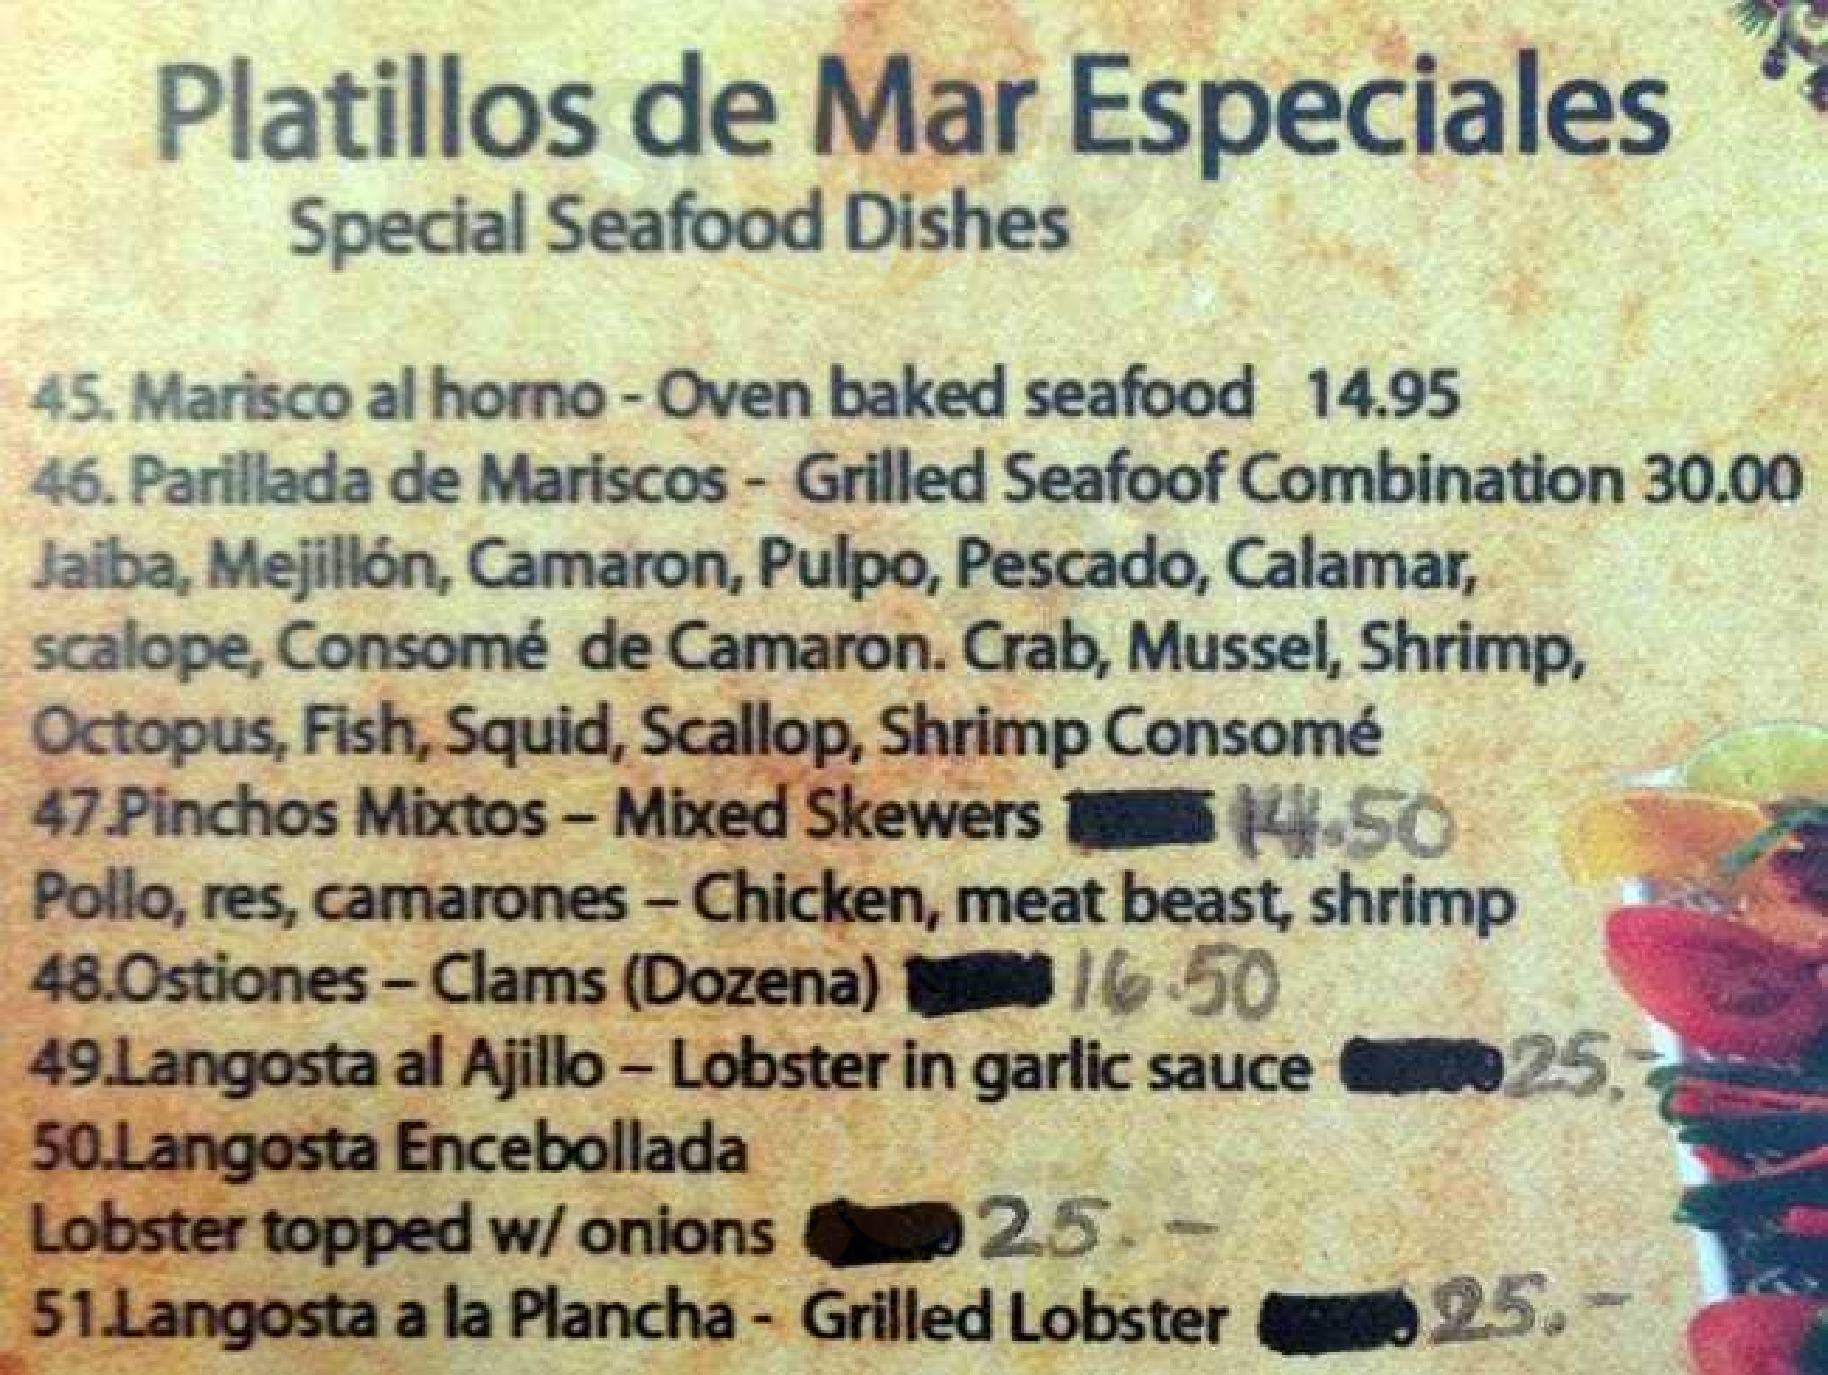 Platillos de Mar Especiales
Special Seafood Dishes
45. Marisco al horno - Oven baked seafood 14.95
46. Parillada de Mariscos - Grilled Seafoof Combination 30.00
Jaiba, Mejillón, Camaron, Pulpo, Pescado, Calamar,
scalope, Consomé de Camaron. Crab, Mussel, Shrimp,
Octopus, Fish, Squid, Scallop, Shrimp Consomé
47.Pinchos Mixtos – Mixed Skewers 14.50
Pollo, res, camarones – Chicken, meat beast, shrimp
48.Ostiones – Clams (Dozena) 16.50
49.Langosta al Ajillo – Lobster in garlic sauce 25.-
50.Langosta Encebollada
Lobster topped w/ onions 25.-
51.Langosta a la Plancha - Grilled Lobster 25.-